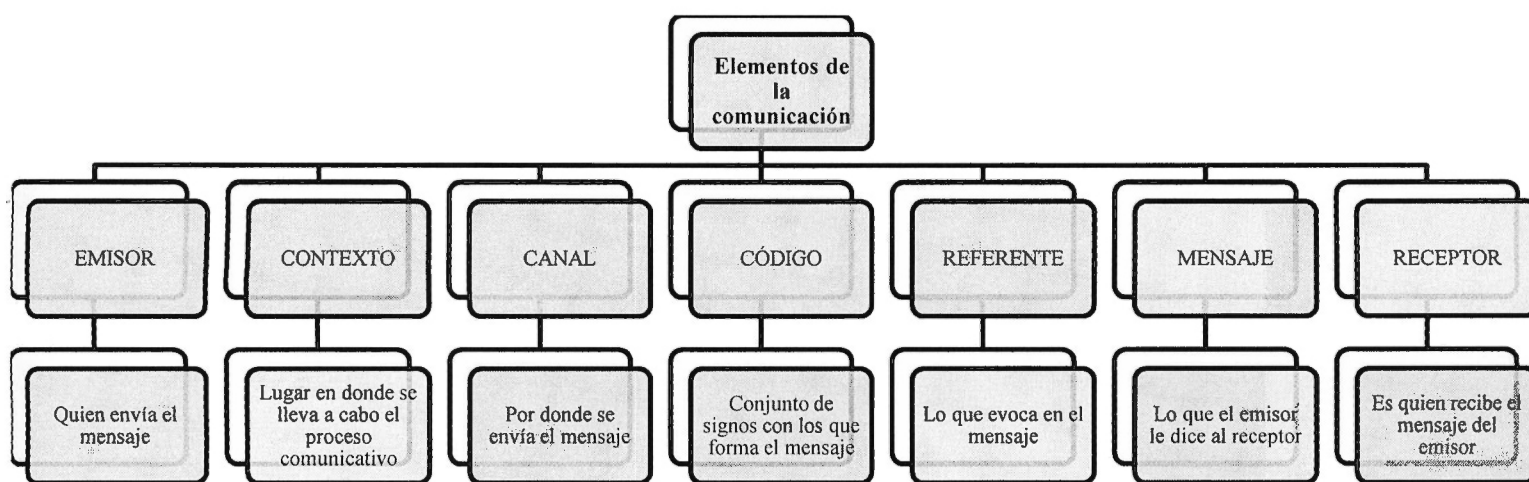 Elementos de
la
comunicación
EMISOR
CONTEXTO
CANAL
CÓDIGO
REFERENTE
MENSAJE
RECEPTOR
Quien envía el
mensaje
Lugar en donde se
lleva a cabo el
proceso
comunicativo
Por donde se
envía el mensaje
Conjunto de
signos con los que
forma el mensaje
Lo que evoca en el
mensaje
Lo que el emisor
le dice al receptor
Es quien recibe el
mensaje del
emisor